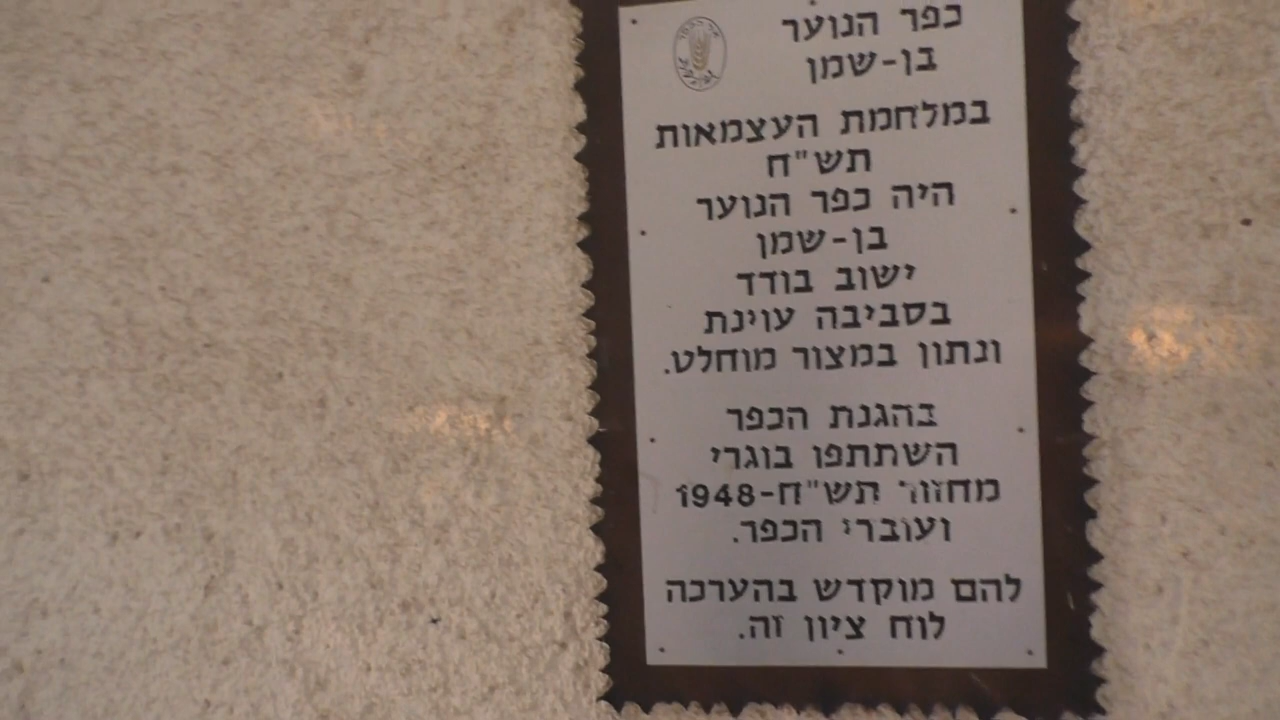 כפר הנוער
בן-שמן
במלחמת העצמאות
תש"ח
היה כפר הנוער
בן-שמן
ישוב בודד
בסביבה עוינת
ונתון במצור מוחלט.
בהגנת הכפר
השתתפו בוגרי
מחזור תש"ח-1948
ועוברי הכפר.
להם מוקדש בהערכה
לוח ציון זה.